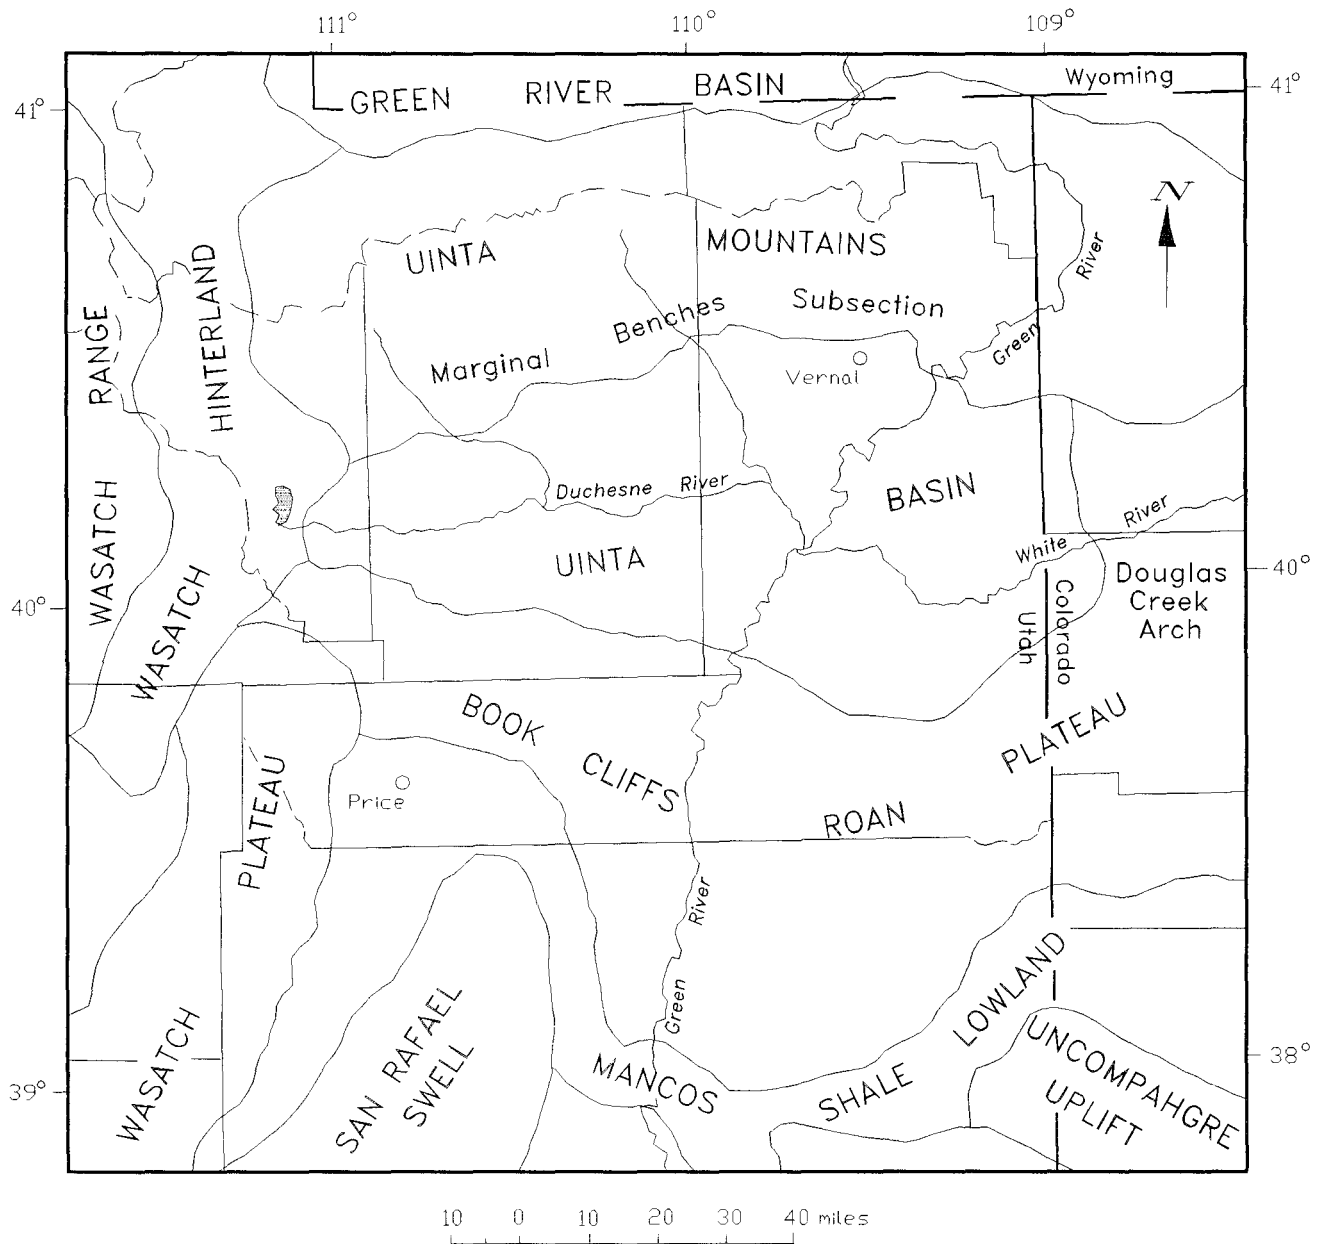 111° 110° 109°
41° 41°
GREEN RIVER BASIN
Wyoming
N
UINTA MOUNTAINS
River
Green
HINTERLAND
RANGE
Marginal Benches Subsection
Vernal
WASATCH
Duchesne River
BASIN
River
White
UINTA
40° 40°
Douglas
Creek
Arch
Colorado
Utah
WASATCH
BOOK CLIFFS
PLATEAU
ROAN
Price
PLATEAU
River
Green
LOWLAND
SAN RAFAEL
SWELL
WASATCH
MANCOS
SHALE
UNCOMPAHGRE
UPLIFT
39° 38°
10 0 10 20 30 40 miles